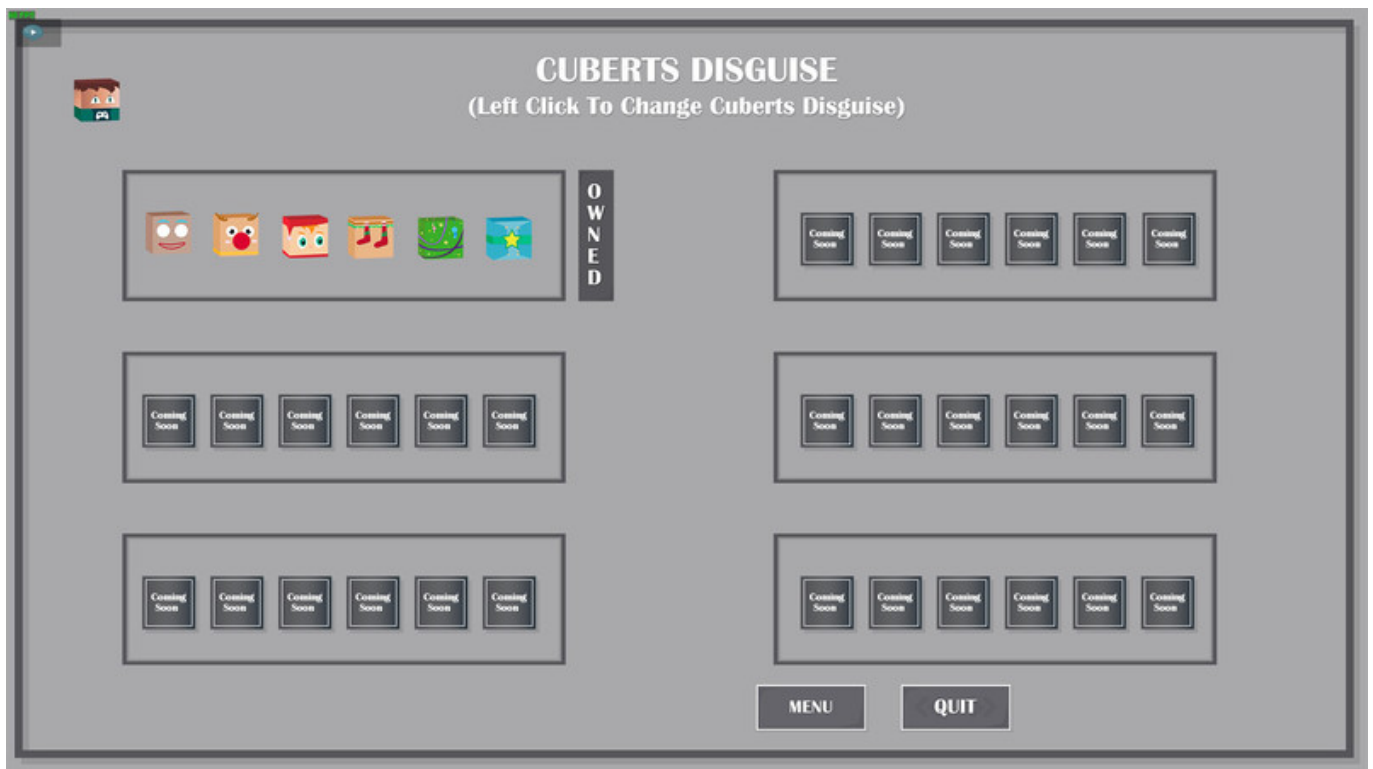 CUBERTS DISGUISE
(Left Click To Change Cuberts Disguise)
O
W
N
E
D
Coming Soon Coming Soon Coming Soon Coming Soon Coming Soon Coming Soon
Coming Soon Coming Soon Coming Soon Coming Soon Coming Soon Coming Soon
Coming Soon Coming Soon Coming Soon Coming Soon Coming Soon Coming Soon
Coming Soon Coming Soon Coming Soon Coming Soon Coming Soon Coming Soon
Coming Soon Coming Soon Coming Soon Coming Soon Coming Soon Coming Soon
MENU
QUIT